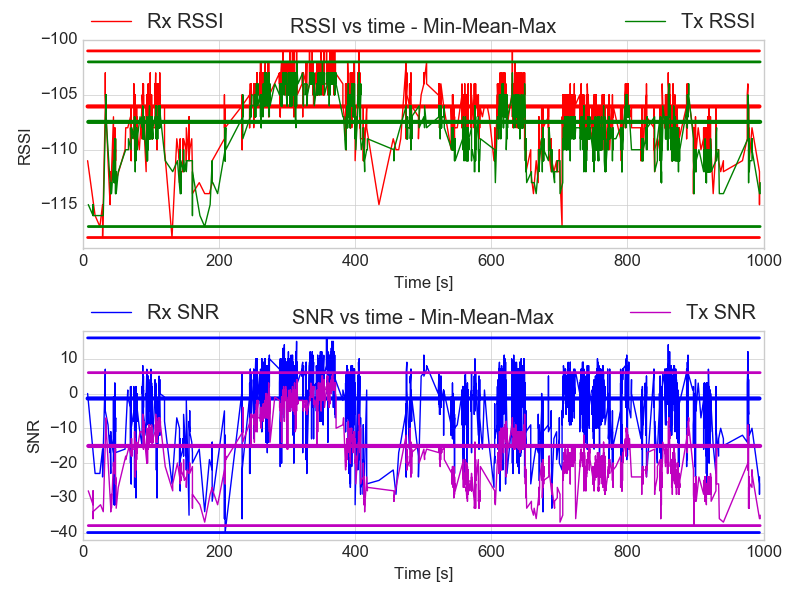 Rx RSSI
RSSI vs time - Min-Mean-Max
Tx RSSI
−100
−105
−110
−115
RSSI
0 200 400 600 800 1000
Time [s]
Rx SNR
SNR vs time - Min-Mean-Max
Tx SNR
10
0
−10
−20
−30
−40
SNR
0 200 400 600 800 1000
Time [s]